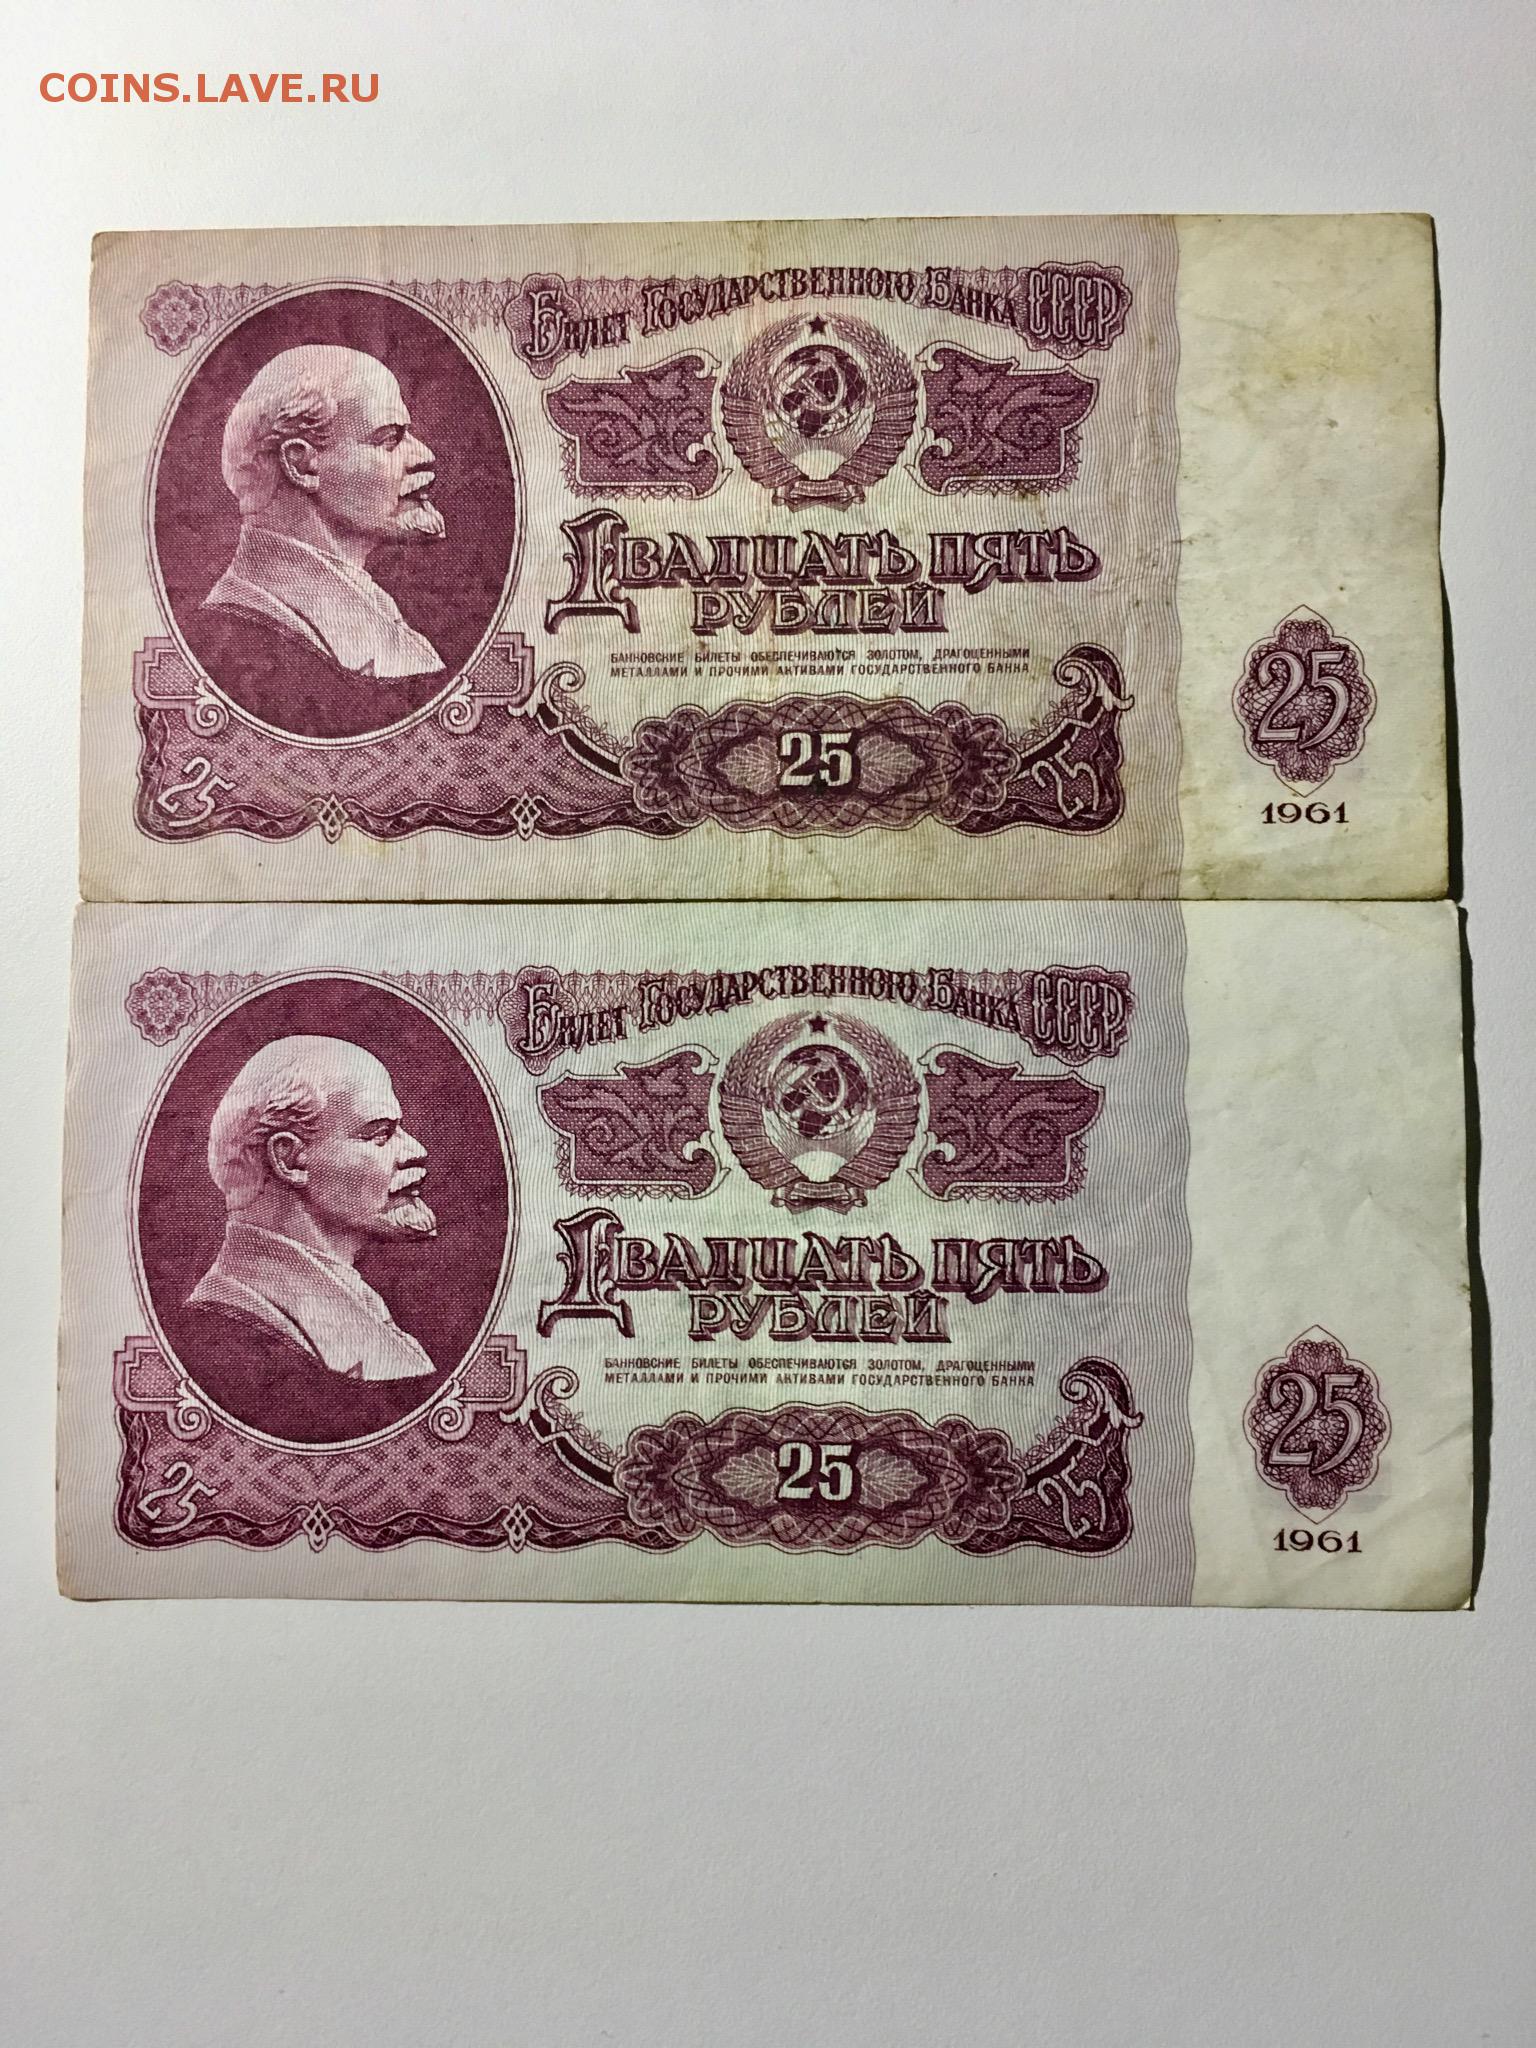 COINS.LAVE.RU
Билет Государственного Банка СССР
Двадцать пять
рублей
БАНКОВСКИЕ БИЛЕТЫ ОБЕСПЕЧИВАЮТСЯ ЗОЛОТОМ, ДРАГОЦЕННЫМИ
МЕТАЛЛАМИ И ПРОЧИМИ АКТИВАМИ ГОСУДАРСТВЕННОГО БАНКА
25
25
25
25
1961
Билет Государственного Банка СССР
Двадцать пять
рублей
БАНКОВСКИЕ БИЛЕТЫ ОБЕСПЕЧИВАЮТСЯ ЗОЛОТОМ, ДРАГОЦЕННЫМИ
МЕТАЛЛАМИ И ПРОЧИМИ АКТИВАМИ ГОСУДАРСТВЕННОГО БАНКА
25
25
25
25
1961